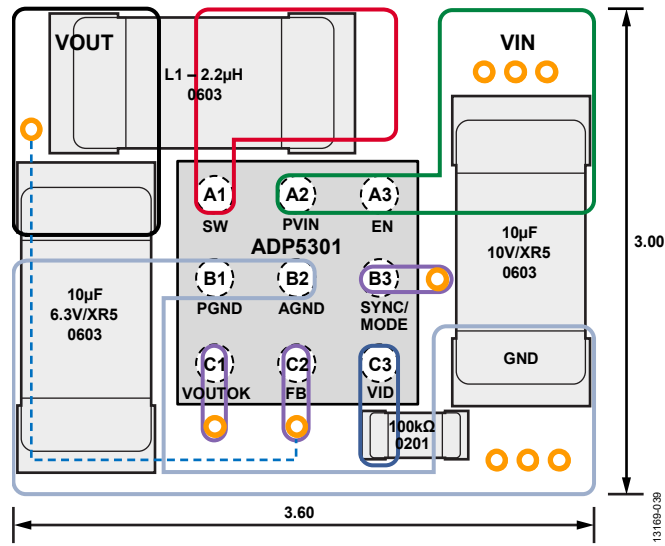 VOUT
VIN
L1 – 2.2µH
0603
A1
A2
A3
SW
PVIN
EN
ADP5301
10µF
10V/XR5
0603
3.00
B1
B2
B3
PGND
AGND
SYNC/
MODE
10µF
6.3V/XR5
0603
GND
C1
C2
C3
VOUTOK
FB
VID
100kΩ
0201
3.60
13169-039